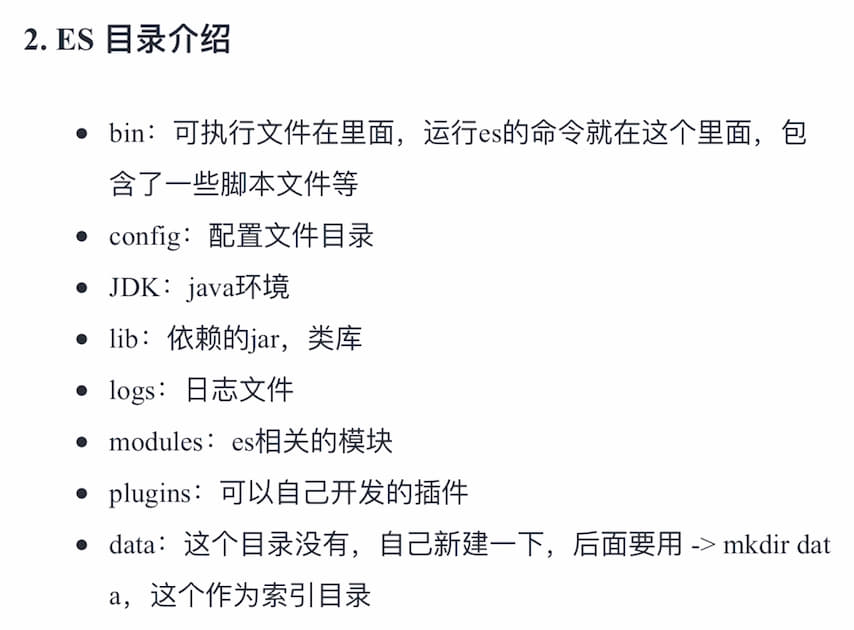 2. ES 目录介绍
bin：可执行文件在里面，运行es的命令就在这个里面，包
含了一些脚本文件等
config：配置文件目录
JDK：java环境
lib：依赖的jar，类库
logs：日志文件
modules：es相关的模块
plugins：可以自己开发的插件
data：这个目录没有，自己新建一下，后面要用 -> mkdir dat
a，这个作为索引目录